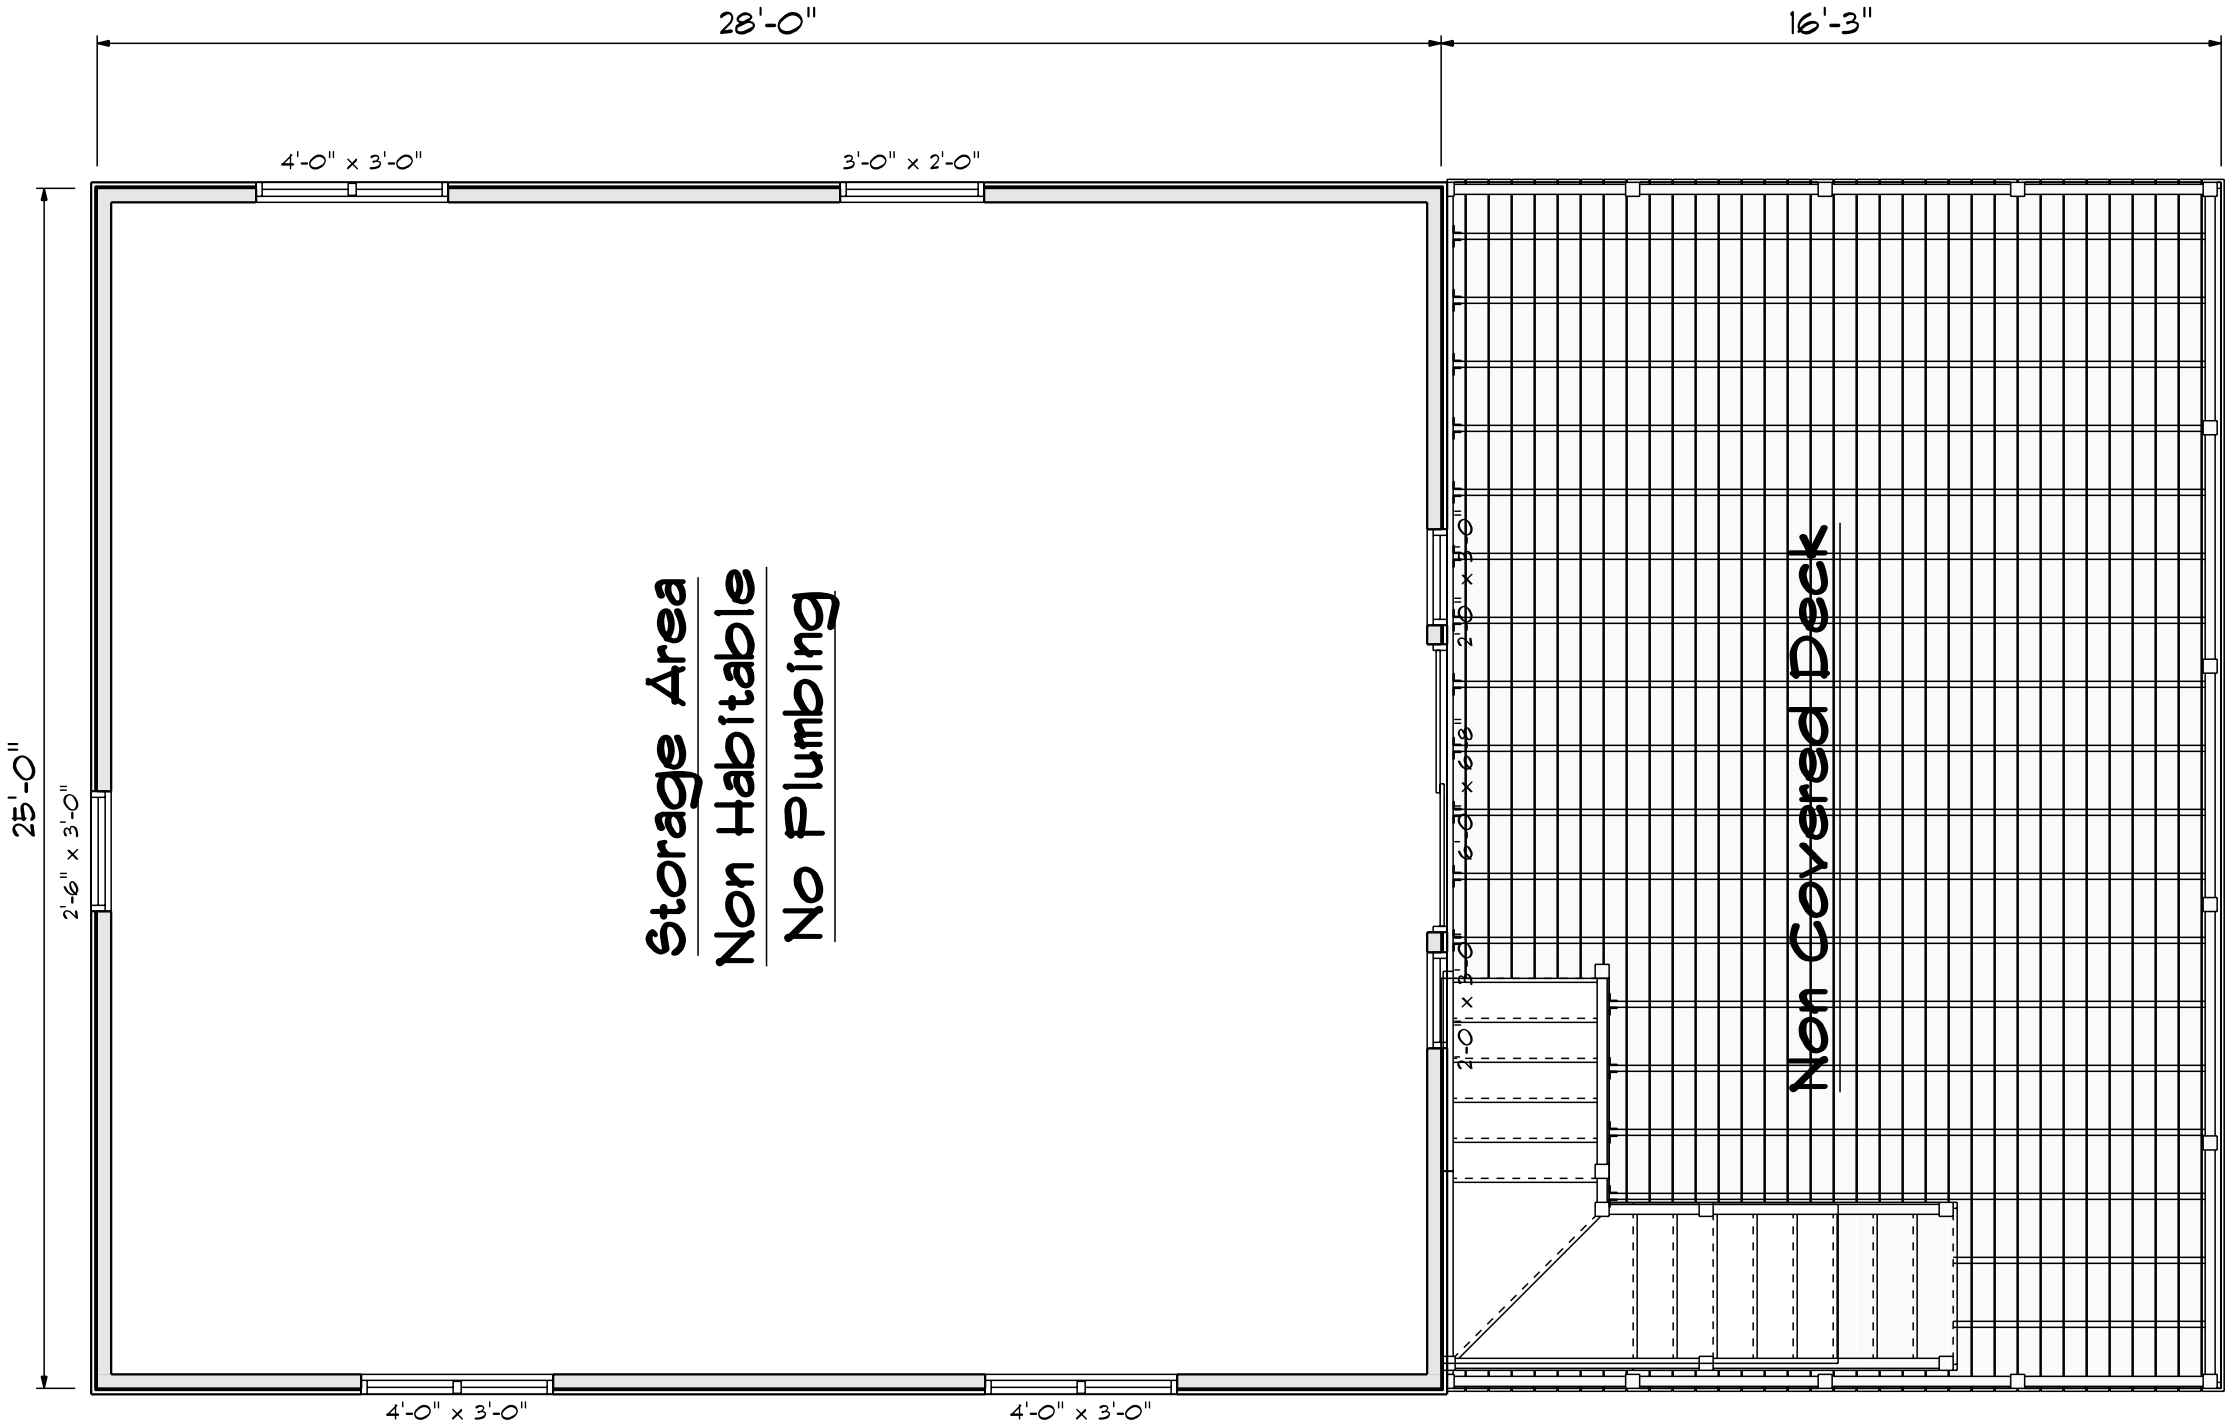 28'-0"
16'-3"
4'-0" x 3'-0"
3'-0" x 2'-0"
25'-0"
2'-6" x 3'-0"
Storage Area
Non Habitable
No Plumbing
2'-0" x 3'-0"
6'-0" x 6'-8"
2'-0" x 3'-0"
Non Covered Deck
4'-0" x 3'-0"
4'-0" x 3'-0"